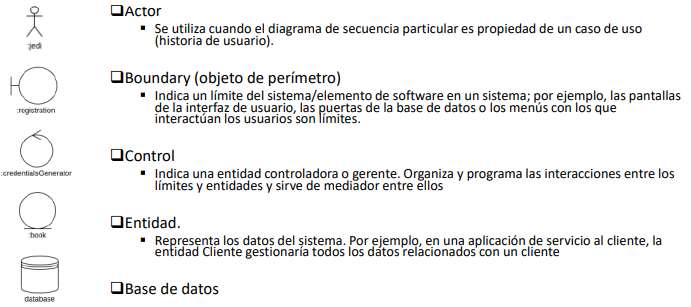 Actor
Se utiliza cuando el diagrama de secuencia particular es propiedad de un caso de uso
(historia de usuario).
:jedi
Boundary (objeto de perímetro)
Indica un límite del sistema/elemento de software en un sistema; por ejemplo, las pantallas
de la interfaz de usuario, las puertas de la base de datos o los menús con los que
interactúan los usuarios son límites.
:registration
Control
Indica una entidad controladora o gerente. Organiza y programa las interacciones entre los
límites y entidades y sirve de mediador entre ellos
:credentialsGenerator
Entidad.
Representa los datos del sistema. Por ejemplo, en una aplicación de servicio al cliente, la
entidad Cliente gestionaría todos los datos relacionados con un cliente
:book
Base de datos
database